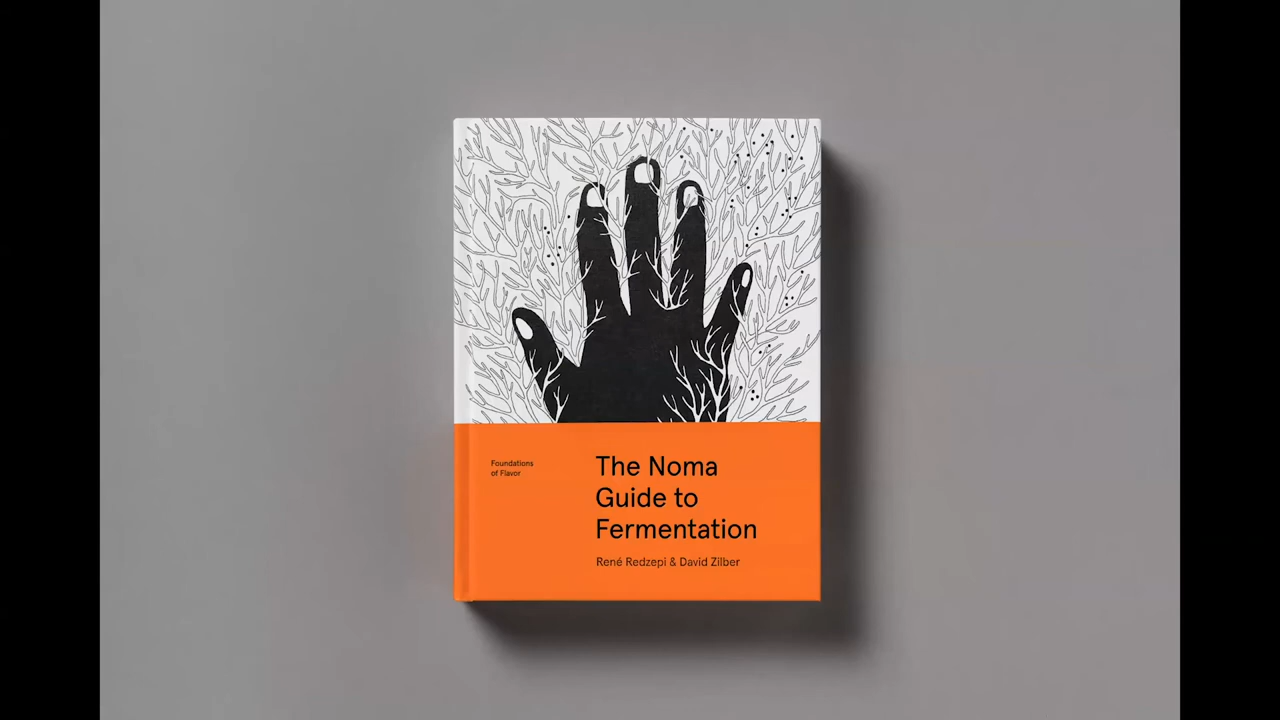 Foundations
of Flavor
The Noma
Guide to
Fermentation
René Redzepi & David Zilber